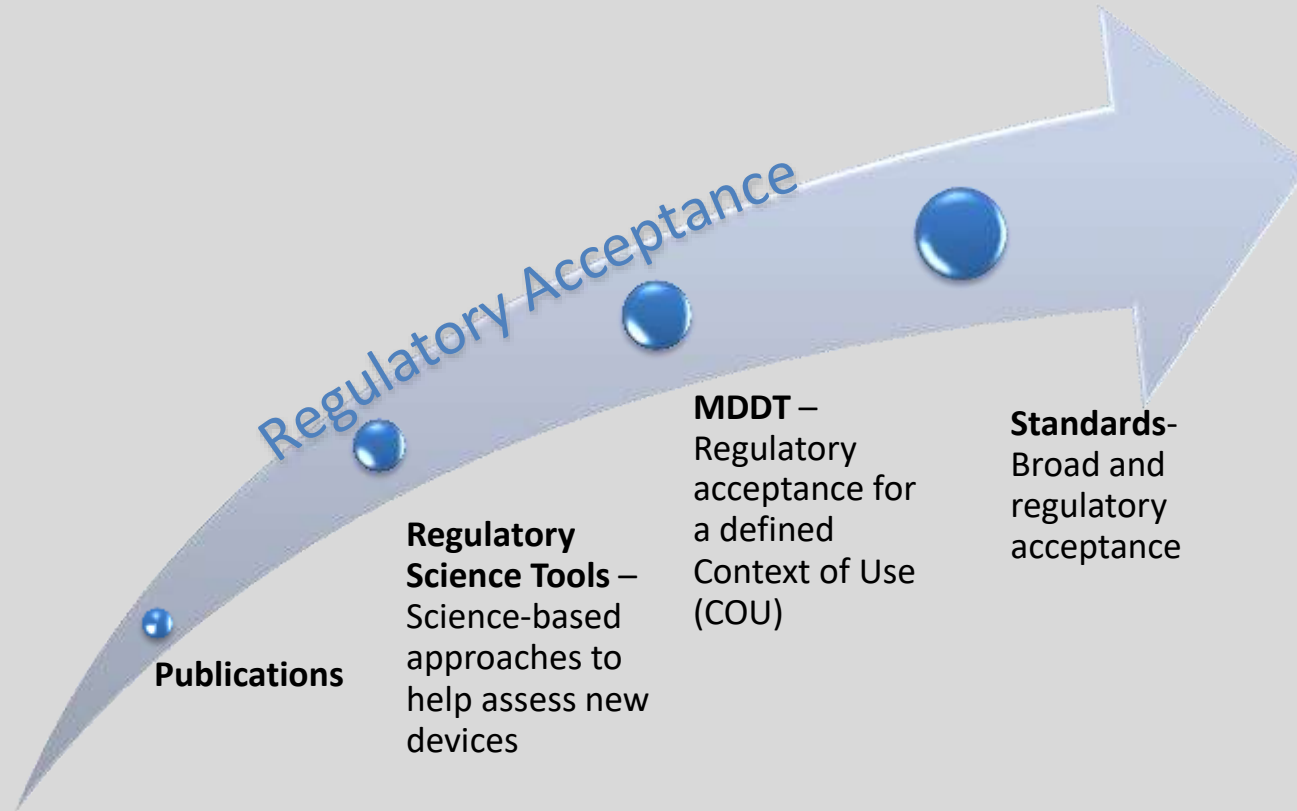 Regulatory Acceptance
Publications
Regulatory
Science Tools –
Science-based
approaches to
help assess new
devices
MDDT –
Regulatory
acceptance for
a defined
Context of Use
(COU)
Standards-
Broad and
regulatory
acceptance